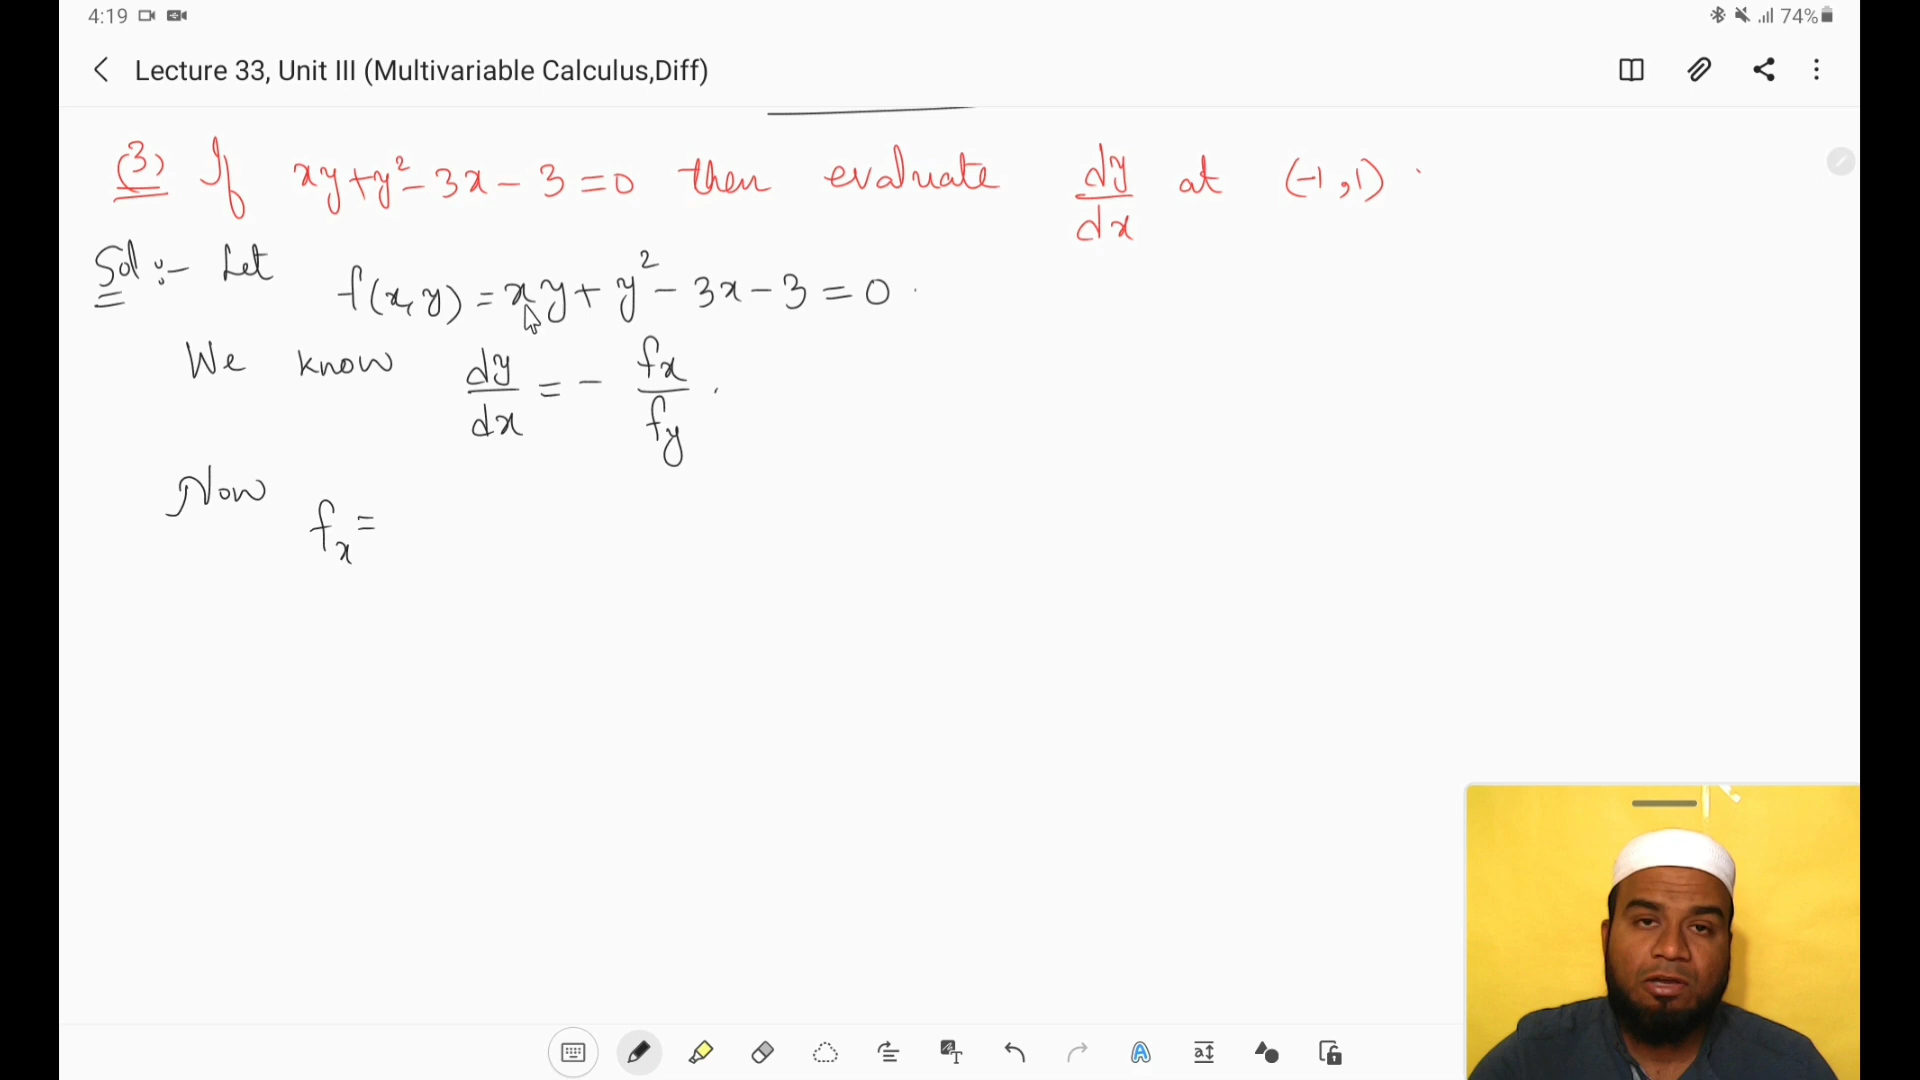 4:19 74%
Lecture 33, Unit III (Multivariable Calculus,Diff)
(3) If xy+y²-3x-3=0 then evaluate dy/dx at (-1,1).
Sol:- Let f(x,y) = xy+y²-3x-3=0.
We know dy/dx = - fx/fy.
Now
fx =